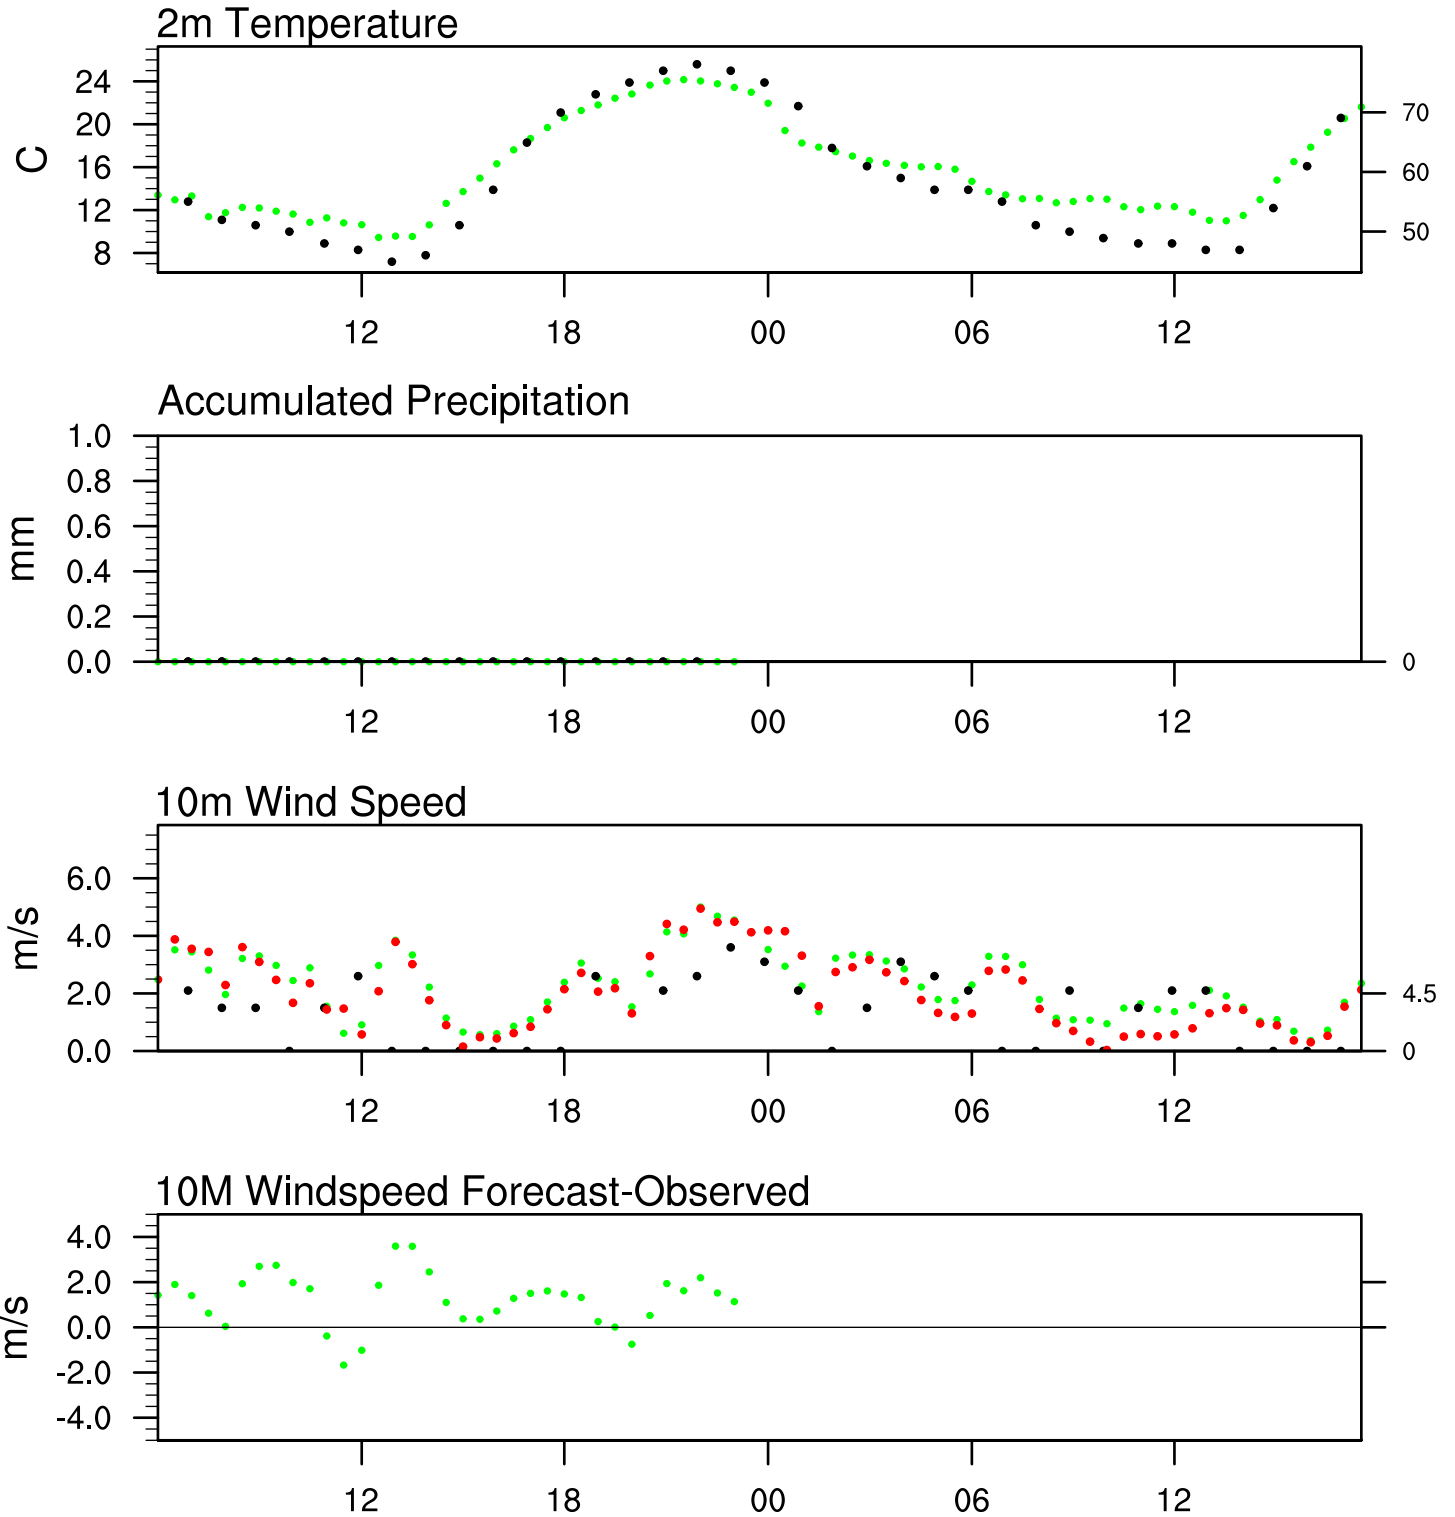 2m Temperature
24
20
16
12
8
C
70
60
50
12 18 00 06 12
Accumulated Precipitation
1.0
0.8
0.6
0.4
0.2
0.0
mm
0
12 18 00 06 12
10m Wind Speed
6.0
4.0
2.0
0.0
m/s
4.5
0
12 18 00 06 12
10M Windspeed Forecast-Observed
4.0
2.0
0.0
-2.0
-4.0
m/s
12 18 00 06 12